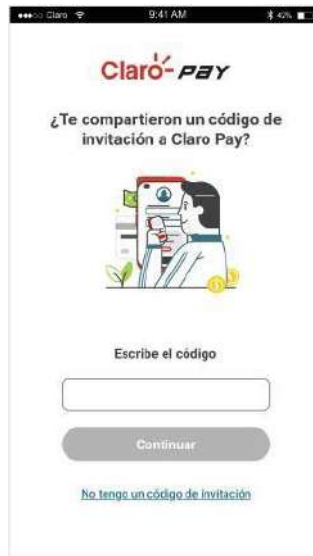 Claro 9:41 AM 42%
Claro-pay
¿Te compartieron un código de
invitación a Claro Pay?
Escribe el código
Continuar
No tengo un código de invitación